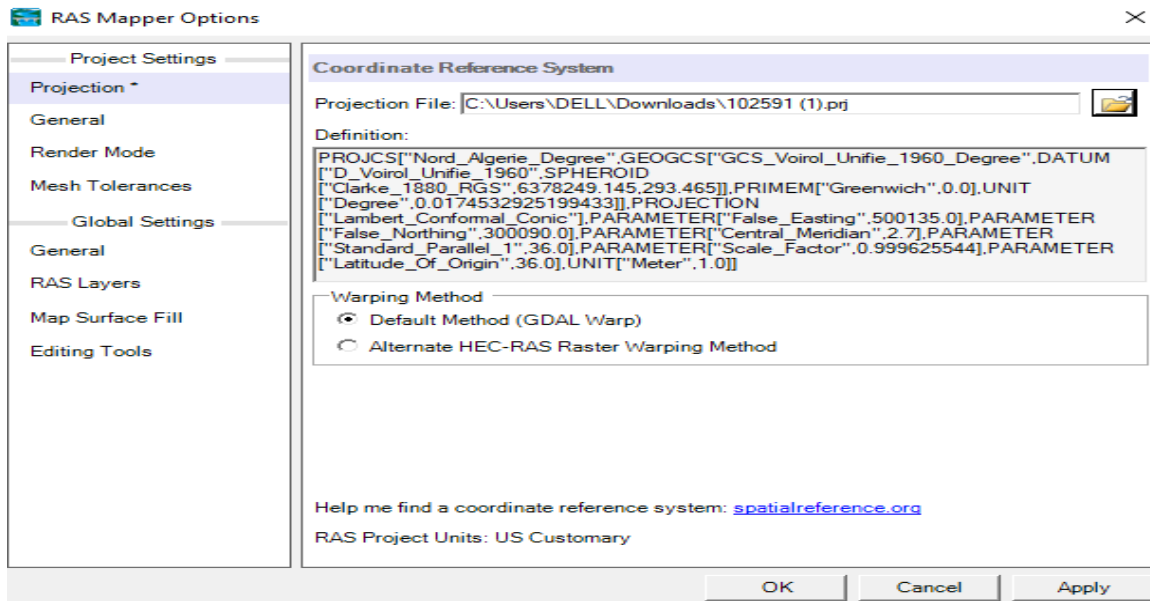 RAS Mapper Options
Project Settings
Projection *
General
Render Mode
Mesh Tolerances
Global Settings
General
RAS Layers
Map Surface Fill
Editing Tools
Coordinate Reference System
Projection File: C:\Users\DELL\Downloads\102591 (1).prj
Definition:
PROJCS["Nord_Algerie_Degree",GEOGCS["GCS_Voirol_Unifie_1960_Degree",DATUM
["D_Voirol_Unifie_1960",SPHEROID
["Clarke_1880_RGS",6378249.145,293.465]],PRIMEM["Greenwich",0.0],UNIT
["Degree",0.0174532925199433]],PROJECTION
["Lambert_Conformal_Conic"],PARAMETER["False_Easting",500135.0],PARAMETER
["False_Northing",300090.0],PARAMETER["Central_Meridian",2.7],PARAMETER
["Standard_Parallel_1",36.0],PARAMETER["Scale_Factor",0.999625544],PARAMETER
["Latitude_Of_Origin",36.0],UNIT["Meter",1.0]]
Warping Method
Default Method (GDAL Warp)
Alternate HEC-RAS Raster Warping Method
Help me find a coordinate reference system: spatialreference.org
RAS Project Units: US Customary
OK
Cancel
Apply